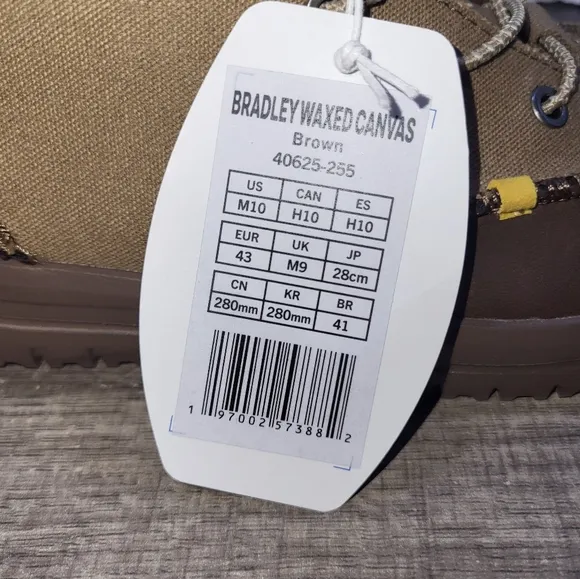 BRADLEY WAXED CANVAS
Brown
40625-255
US CAN ES
M10 H10 H10
EUR UK JP
43 M9 28cm
CN KR BR
280mm 280mm 41
1 97002 57388 2